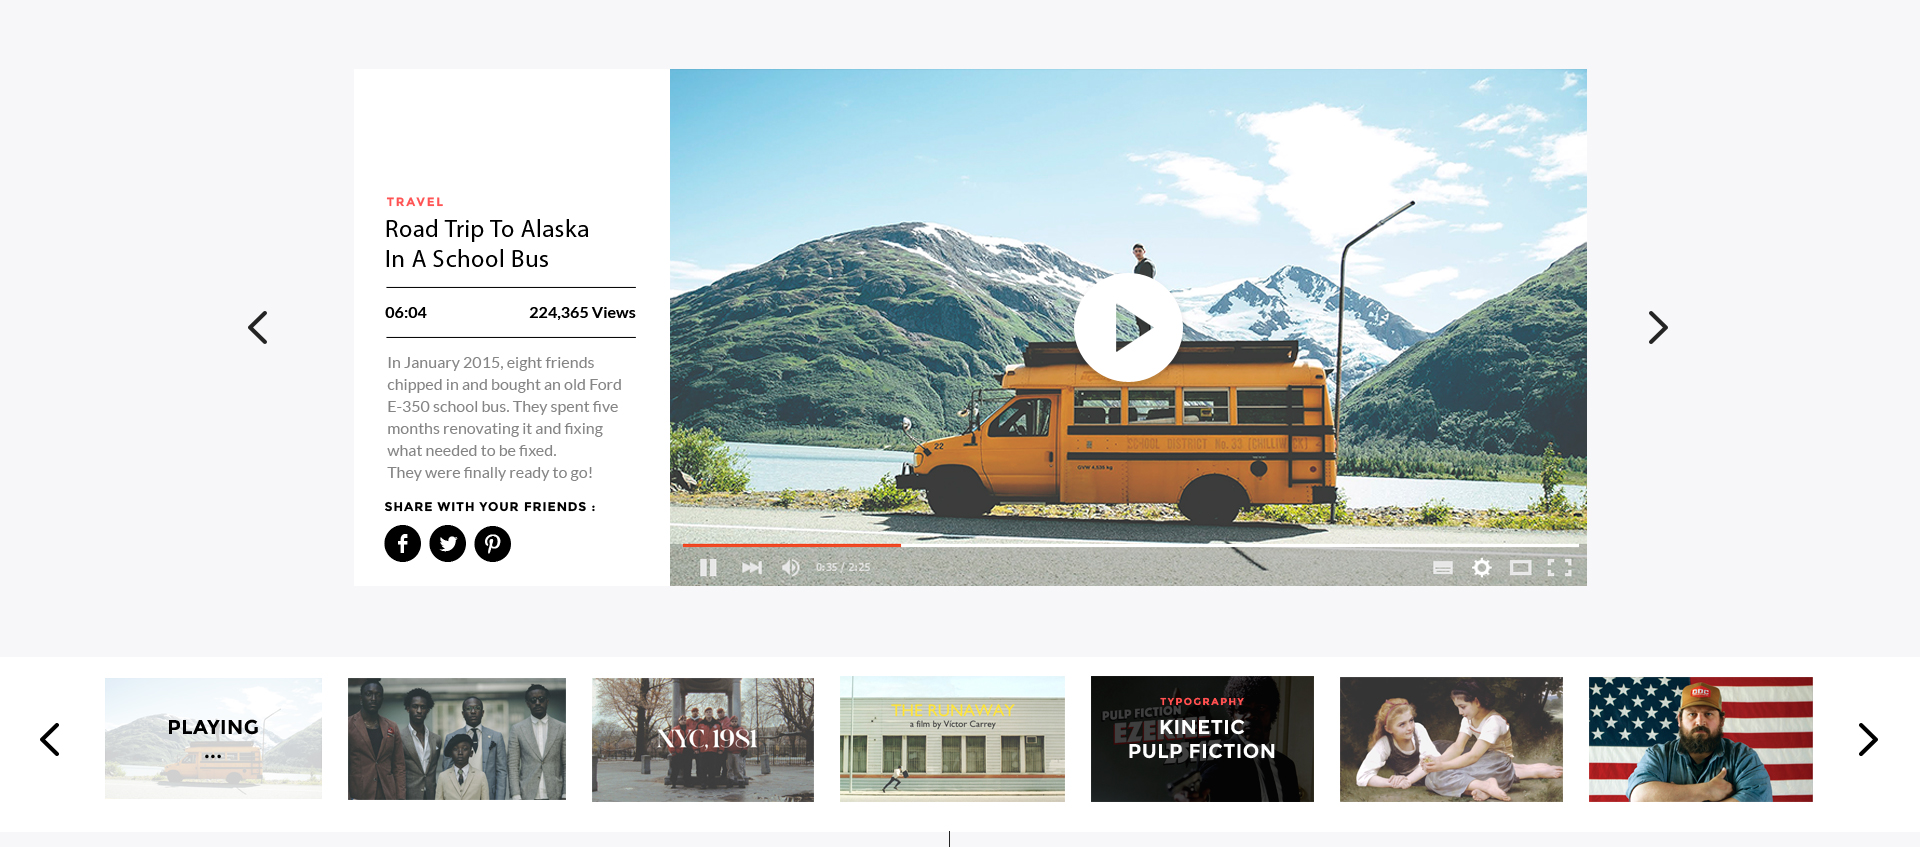 TRAVEL
Road Trip To Alaska
In A School Bus
06:04 224,365 Views
In January 2015, eight friends
chipped in and bought an old Ford
E-350 school bus. They spent five
months renovating it and fixing
what needed to be fixed.
They were finally ready to go!
SHARE WITH YOUR FRIENDS :
22
SCHOOL DISTRICT No. 33 (CHILLIWACK)
0:35 / 2:25
PLAYING
...
NYC, 1981
THE RUNAWAY
a film by Victor Carrey
TYPOGRAPHY
PULP FICTION
KINETIC
PULP FICTION